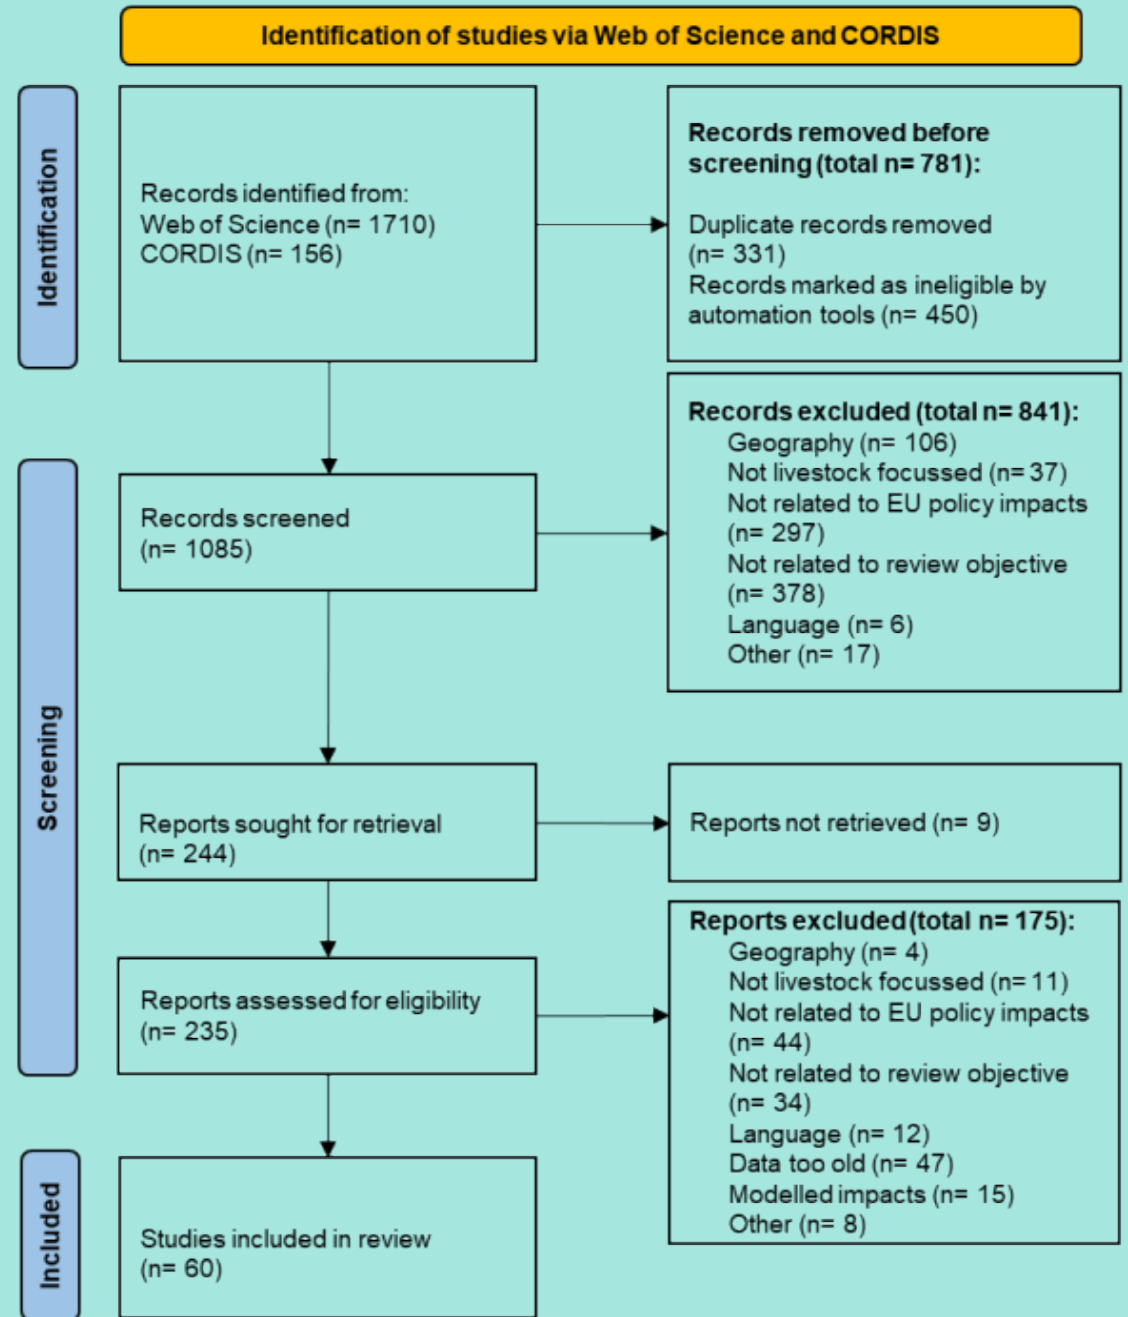 Identification of studies via Web of Science and CORDIS
Identification
Records identified from:
Web of Science (n= 1710)
CORDIS (n= 156)
Records removed before
screening (total n= 781):
Duplicate records removed
(n= 331)
Records marked as ineligible by
automation tools (n= 450)
Screening
Records screened
(n= 1085)
Records excluded (total n= 841):
Geography (n= 106)
Not livestock focussed (n= 37)
Not related to EU policy impacts
(n= 297)
Not related to review objective
(n= 378)
Language (n= 6)
Other (n= 17)
Reports sought for retrieval
(n= 244)
Reports not retrieved (n= 9)
Reports assessed for eligibility
(n= 235)
Reports excluded (total n= 175):
Geography (n= 4)
Not livestock focussed (n= 11)
Not related to EU policy impacts
(n= 44)
Not related to review objective
(n= 34)
Language (n= 12)
Data too old (n= 47)
Modelled impacts (n= 15)
Other (n= 8)
Included
Studies included in review
(n= 60)